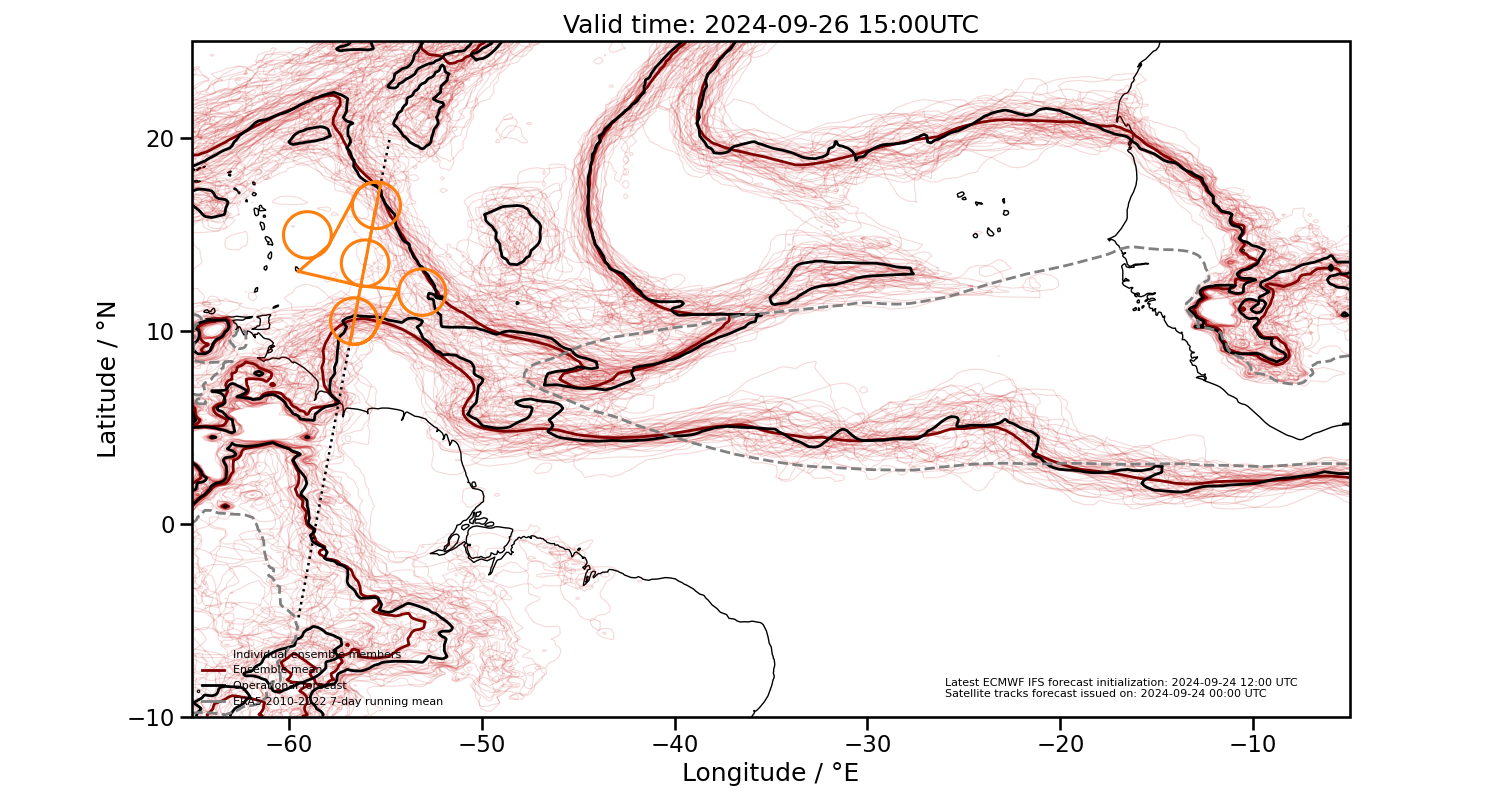 Valid time: 2024-09-26 15:00UTC
20
10
0
−10
Latitude / °N
Individual ensemble members
Ensemble mean
Operational forecast
ERA5 2010-2022 7-day running mean
Latest ECMWF IFS forecast initialization: 2024-09-24 12:00 UTC
Satellite tracks forecast issued on: 2024-09-24 00:00 UTC
−60
−50
−40
−30
−20
−10
Longitude / °E